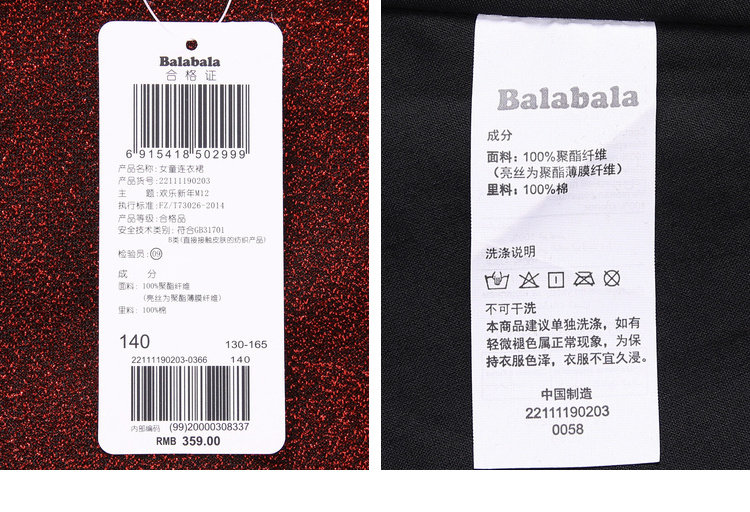 Balabala
合格证
6 915418 502999
产品名称:女童连衣裙
产品货号:22111190203
主 题:欢乐新年M12
执行标准:FZ/T73026-2014
产品等级:合格品
安全技术类别:符合GB31701
B类(直接接触皮肤的纺织产品)
检验员:09
成 分
面料: 100%聚酯纤维
(亮丝为聚酯薄膜纤维)
里料: 100%棉
140 130-165
22111190203-0366 140
内部编码 (99)20000308337
RMB 359.00
Balabala
成分
面料: 100%聚酯纤维
(亮丝为聚酯薄膜纤维)
里料: 100%棉
洗涤说明
不可干洗
本商品建议单独洗涤，如有
轻微褪色属正常现象，为保
持衣服色泽，衣服不宜久浸。
中国制造
22111190203
0058